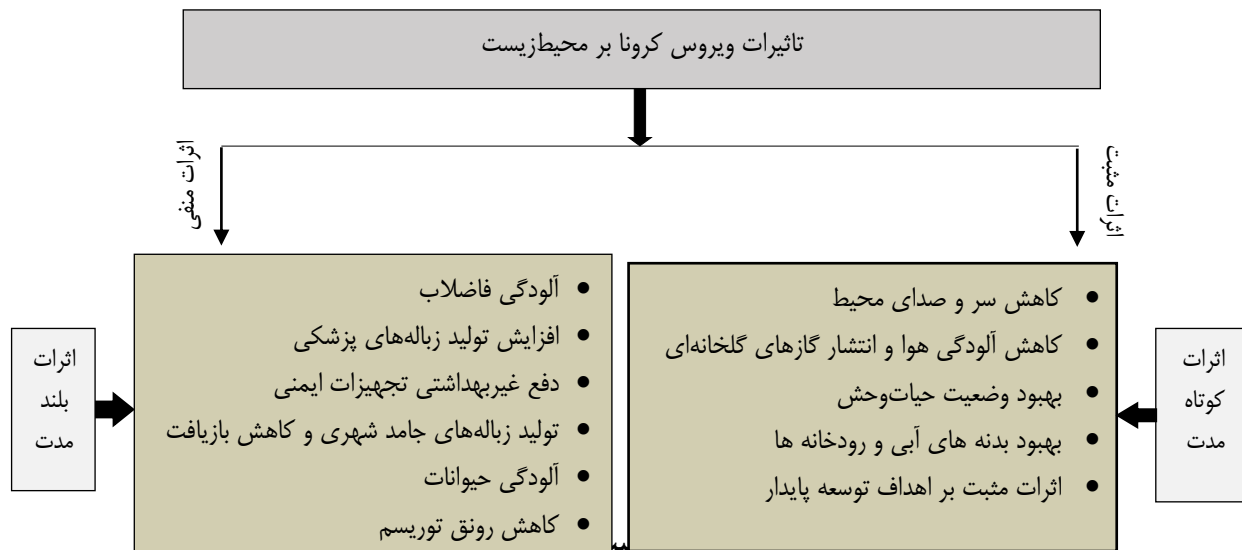 تاثیرات ویروس کرونا بر محیط‌زیست
اثرات مثبت
اثرات منفی
• کاهش سر و صدای محیط
• کاهش آلودگی هوا و انتشار گازهای گلخانه‌ای
• بهبود وضعیت حیات‌وحش
• بهبود بدنه های آبی و رودخانه ها
• اثرات مثبت بر اهداف توسعه پایدار
اثرات
کوتاه
مدت
• آلودگی فاضلاب
• افزایش تولید زباله‌های پزشکی
• دفع غیربهداشتی تجهیزات ایمنی
• تولید زباله‌های جامد شهری و کاهش بازیافت
• آلودگی حیوانات
• کاهش رونق توریسم
اثرات
بلند
مدت